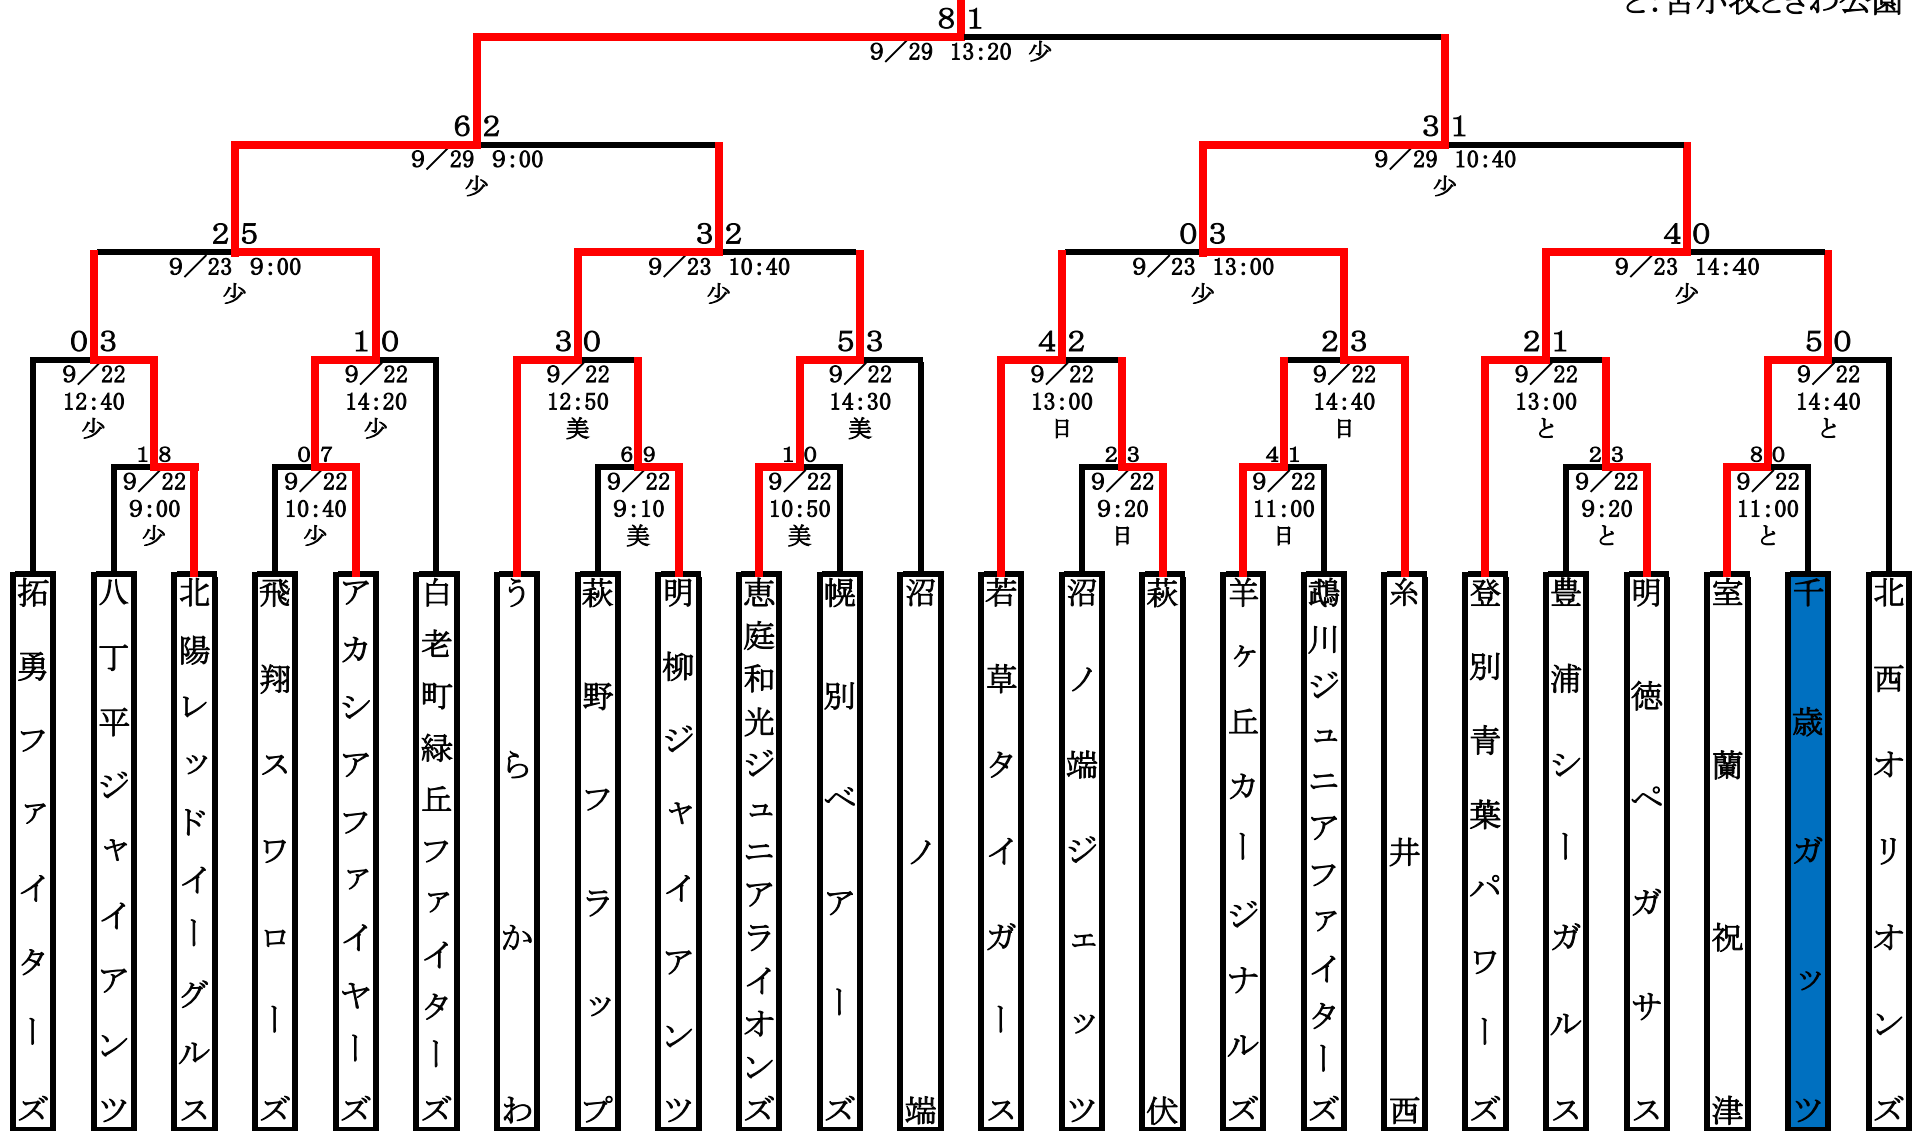 と：苫小牧ときわ公園
8 1
9／29 13:20 少
6 2
9／29 9:00
少
3 1
9／29 10:40
少
2 5
9／23 9:00
少
3 2
9／23 10:40
少
0 3
9／23 13:00
少
4 0
9／23 14:40
少
0 3
9／22
12:40
少
1 0
9／22
14:20
少
3 0
9／22
12:50
美
5 3
9／22
14:30
美
4 2
9／22
13:00
日
2 3
9／22
14:40
日
2 1
9／22
13:00
と
5 0
9／22
14:40
と
1 8
9／22
9:00
少
0 7
9／22
10:40
少
6 9
9／22
9:10
美
1 0
9／22
10:50
美
2 3
9／22
9:20
日
4 1
9／22
11:00
日
2 3
9／22
9:20
と
8 0
9／22
11:00
と
拓勇ファイターズ
八丁平ジャイアンツ
北陽レッドイーグルス
飛翔スワローズ
アカシアファイヤーズ
白老町緑丘ファイターズ
うらかわ
萩野フラップ
明柳ジャイアンツ
恵庭和光ジュニアライオンズ
幌別ベアーズ
沼ノ端
若草タイガース
沼ノ端ジェッツ
萩伏
羊ヶ丘カージナルズ
鵡川ジュニアファイターズ
糸井西
登別青葉パワーズ
豊浦シーガルス
明徳ペガサス
室蘭祝津
千歳ガッツ
北西オリオンズ